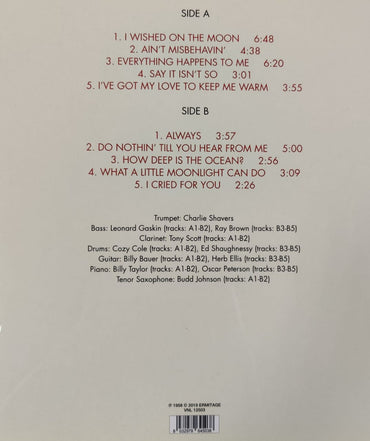 SIDE A
1. I WISHED ON THE MOON 6:48
2. AIN'T MISBEHAVIN' 4:38
3. EVERYTHING HAPPENS TO ME 6:20
4. SAY IT ISN'T SO 3:01
5. I'VE GOT MY LOVE TO KEEP ME WARM 3:55
SIDE B
1. ALWAYS 3:57
2. DO NOTHIN' TILL YOU HEAR FROM ME 5:00
3. HOW DEEP IS THE OCEAN? 2:56
4. WHAT A LITTLE MOONLIGHT CAN DO 3:09
5. I CRIED FOR YOU 2:26
Trumpet: Charlie Shavers
Bass: Leonard Gaskin (tracks: A1-B2), Ray Brown (tracks: B3-B5)
Clarinet: Tony Scott (tracks: A1-B2)
Drums: Cozy Cole (tracks: A1-B2), Ed Shaughnessy (tracks: B3-B5)
Guitar: Billy Bauer (tracks: A1-B2), Herb Ellis (tracks: B3-B5)
Piano: Billy Taylor (tracks: A1-B2), Oscar Peterson (tracks: B3-B5)
Tenor Saxophone: Budd Johnson (tracks: A1-B2)
℗ 1958 © 2013 ERMITAGE
VNL 12503